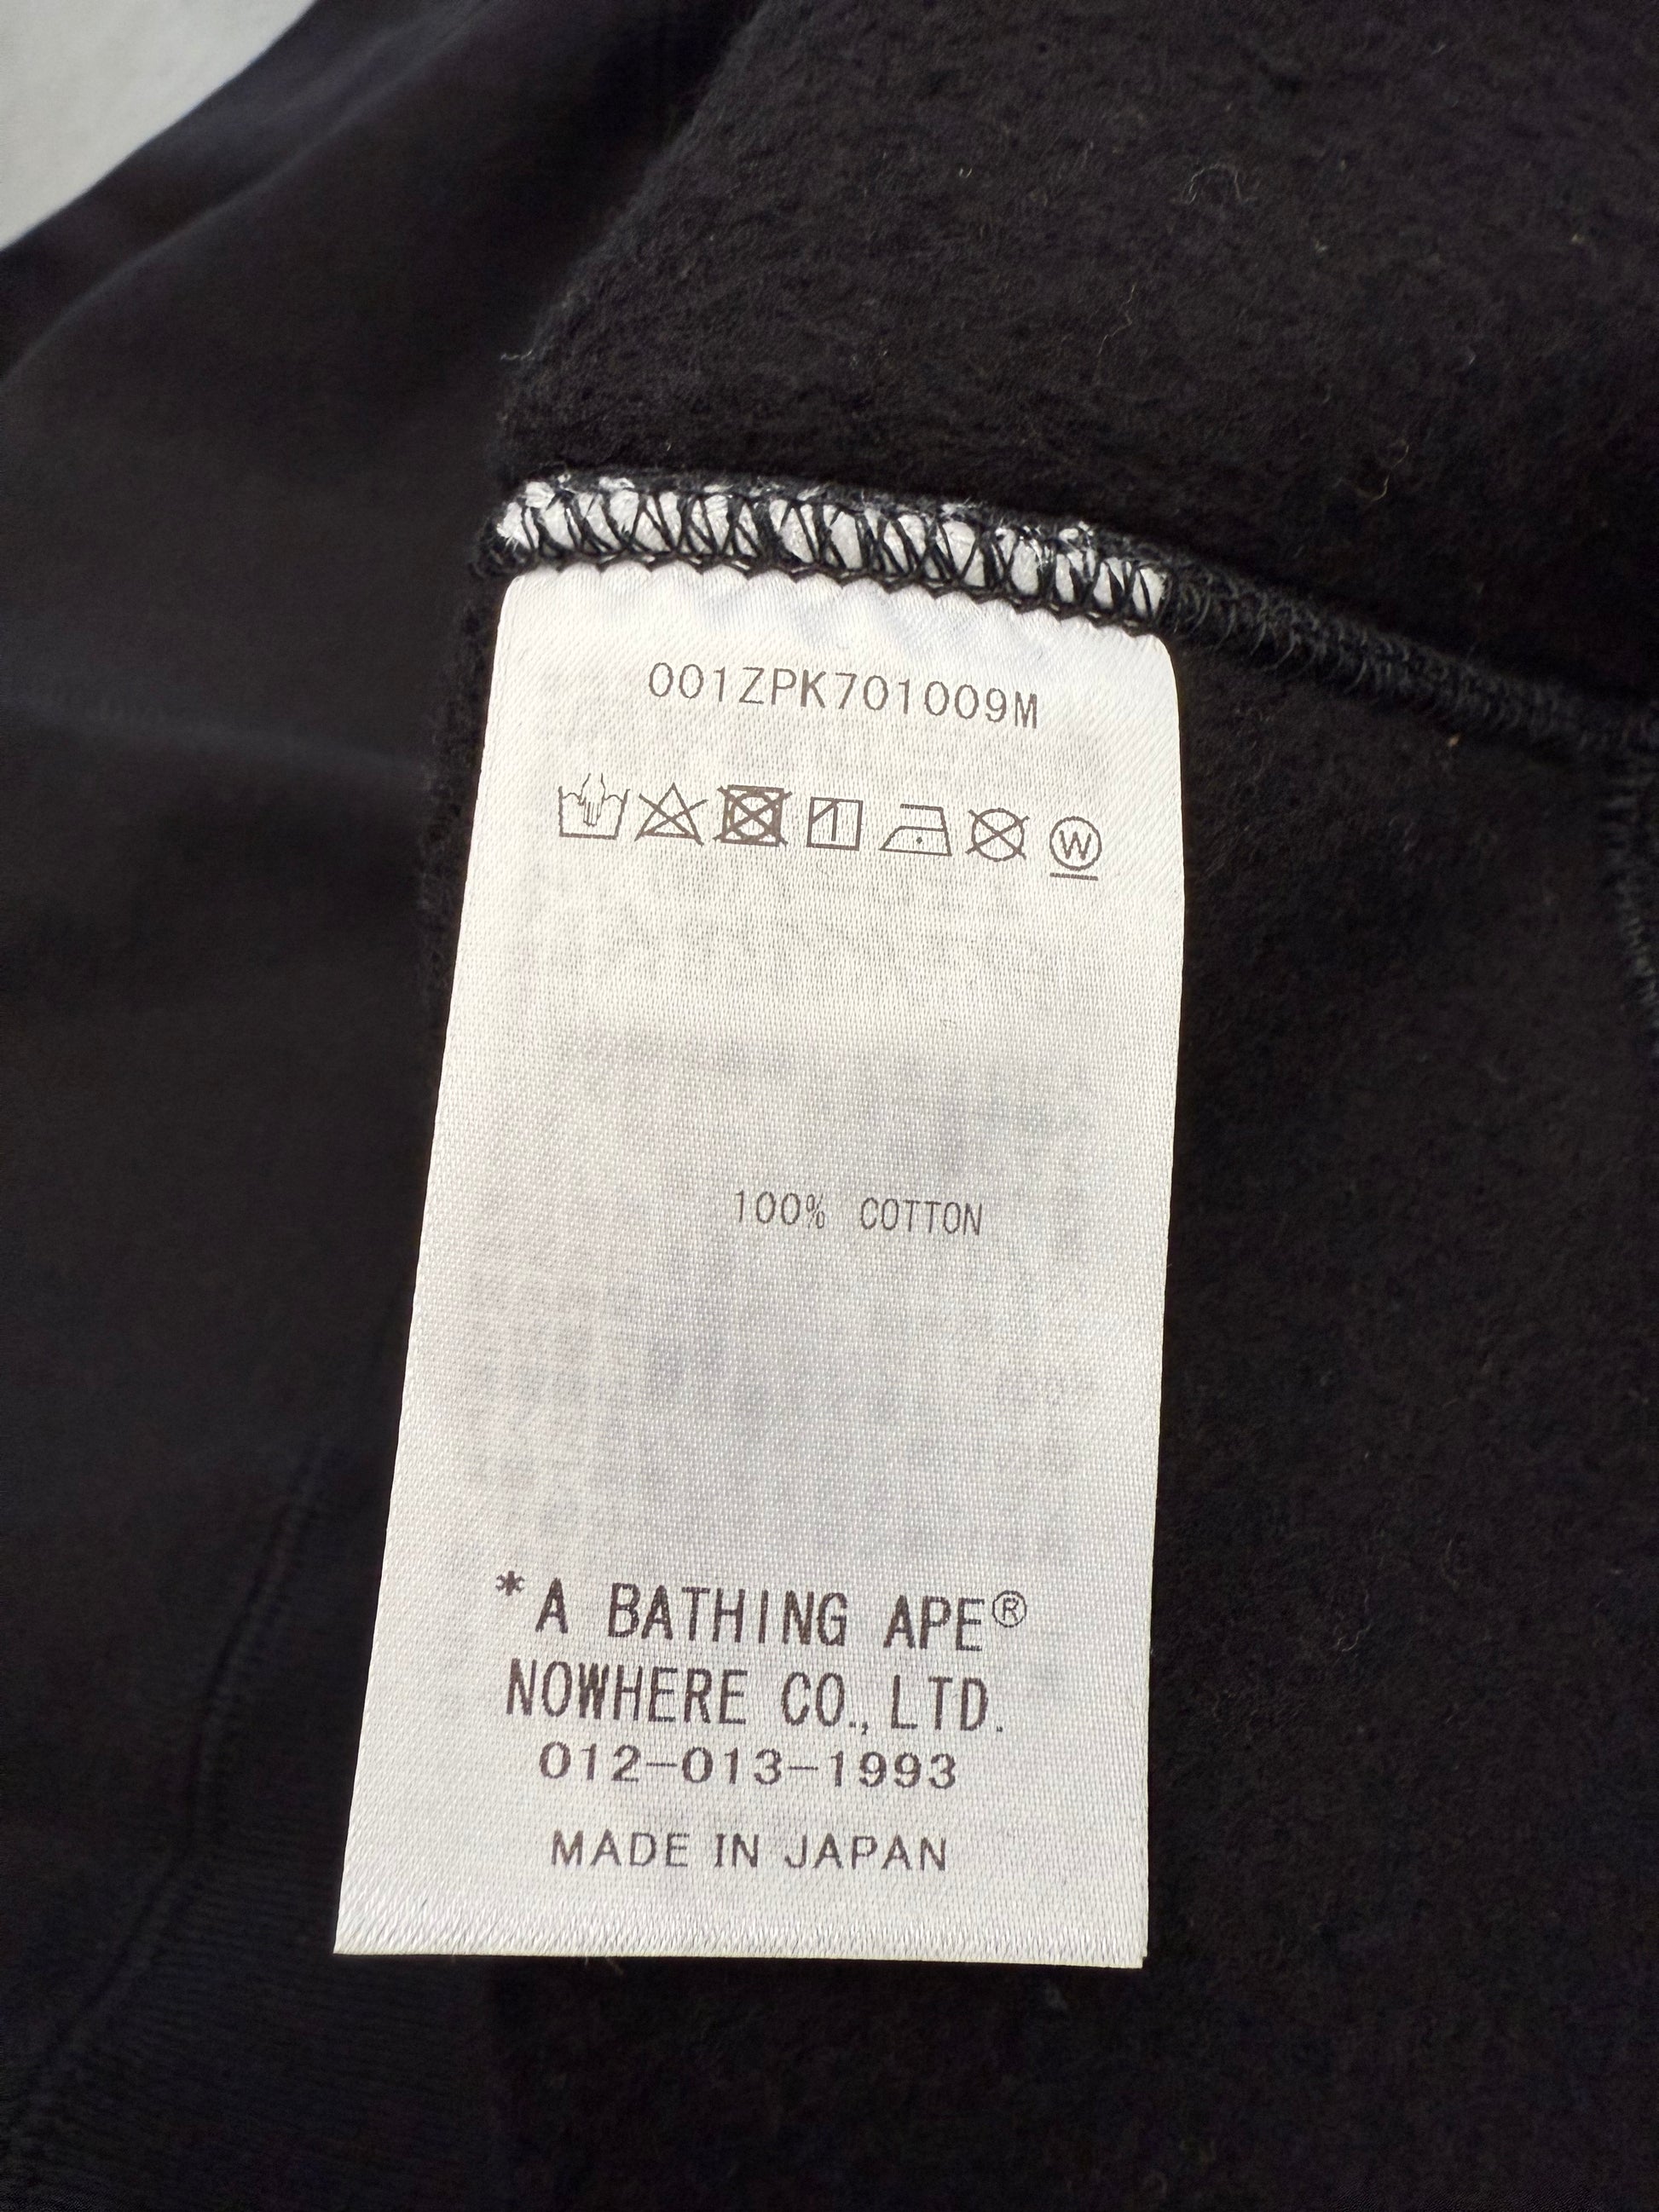 001ZPK701009M
W
100% COTTON
*A BATHING APE®
NOWHERE CO., LTD.
012-013-1993
MADE IN JAPAN